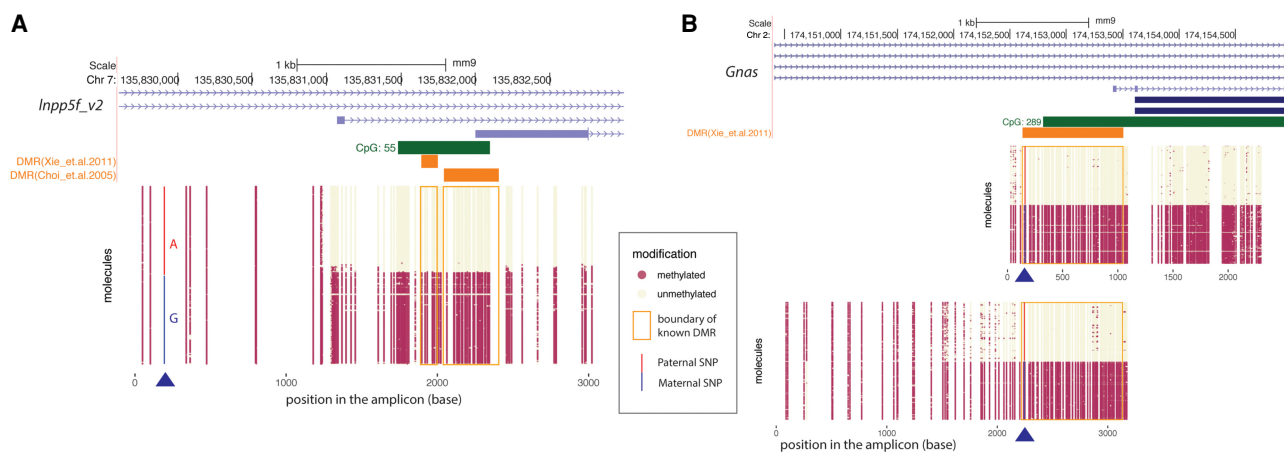 A
Scale
1 kb
mm9
Chr 7:
135,830,000
135,830,500
135,831,000
135,831,500
135,832,000
135,832,500
Inpp5f_v2
CpG: 55
DMR(Xie_et.al.2011)
DMR(Choi_et.al.2005)
molecules
A
G
0
1000
2000
3000
position in the amplicon (base)
modification
methylated
unmethylated
boundary of
known DMR
Paternal SNP
Maternal SNP
B
Scale
1 kb
mm9
Chr 2:
174,151,000
174,151,500
174,152,000
174,152,500
174,153,000
174,153,500
174,154,000
174,154,500
Gnas
CpG: 289
DMR(Xie_et.al.2011)
molecules
0
500
1000
1500
2000
molecules
0
1000
2000
3000
position in the amplicon (base)